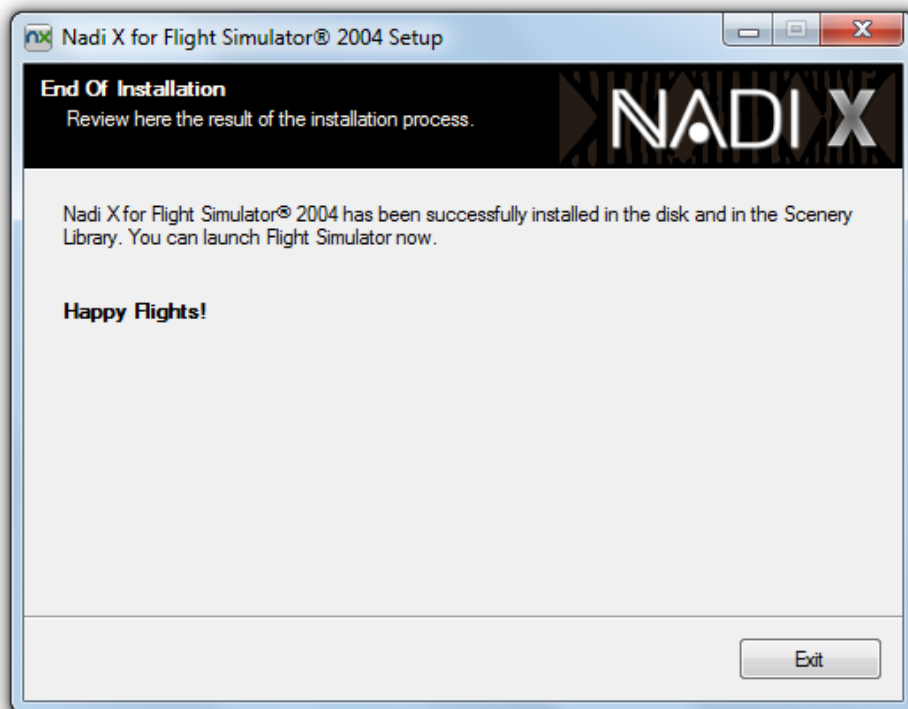 nx Nadi X for Flight Simulator® 2004 Setup
End Of Installation
Review here the result of the installation process.
NADI X
Nadi X for Flight Simulator® 2004 has been successfully installed in the disk and in the Scenery
Library. You can launch Flight Simulator now.
Happy Flights!
Exit